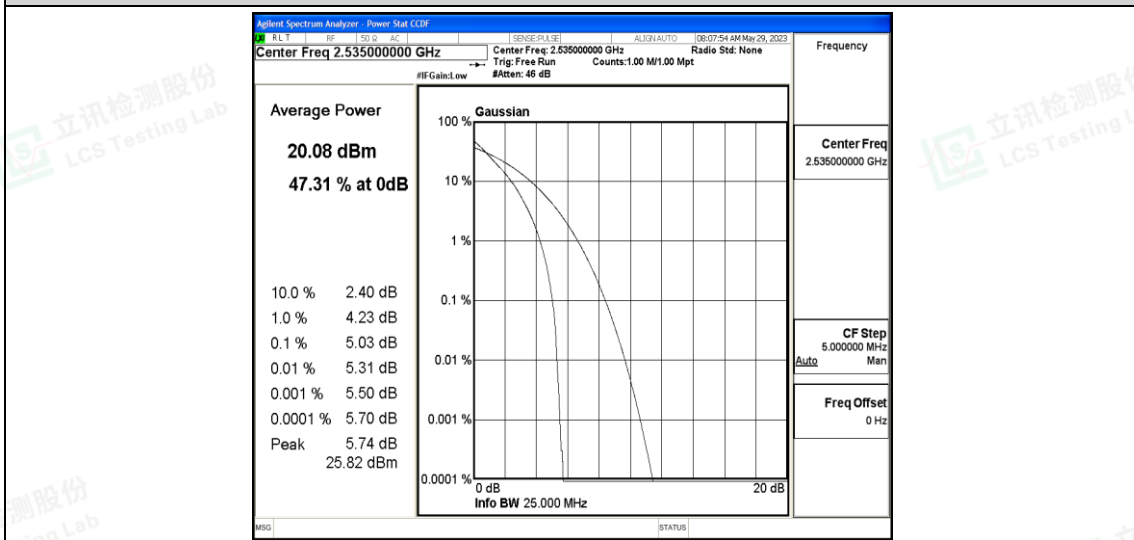 Agilent Spectrum Analyzer - Power Stat CCDF
RLT RF 50 Ω AC SENSE:PULSE ALIGNAUTO 08:07:54 AM May 29, 2023
Center Freq 2.535000000 GHz
Center Freq: 2.535000000 GHz Radio Std: None
Trig: Free Run Counts:1.00 M/1.00 Mpt
#IFGain:Low #Atten: 46 dB
Frequency
Average Power
20.08 dBm
47.31 % at 0dB
10.0 % 2.40 dB
1.0 % 4.23 dB
0.1 % 5.03 dB
0.01 % 5.31 dB
0.001 % 5.50 dB
0.0001 % 5.70 dB
Peak 5.74 dB
25.82 dBm
Gaussian
100 %
10 %
1 %
0.1 %
0.01 %
0.001 %
0.0001 %
0 dB 20 dB
Info BW 25.000 MHz
Center Freq
2.535000000 GHz
CF Step
5.000000 MHz
Auto Man
Freq Offset
0 Hz
MSG STATUS
立讯检测股份
LCS Testing Lab
立讯检测股份
LCS Testing L
测股份
ng Lab